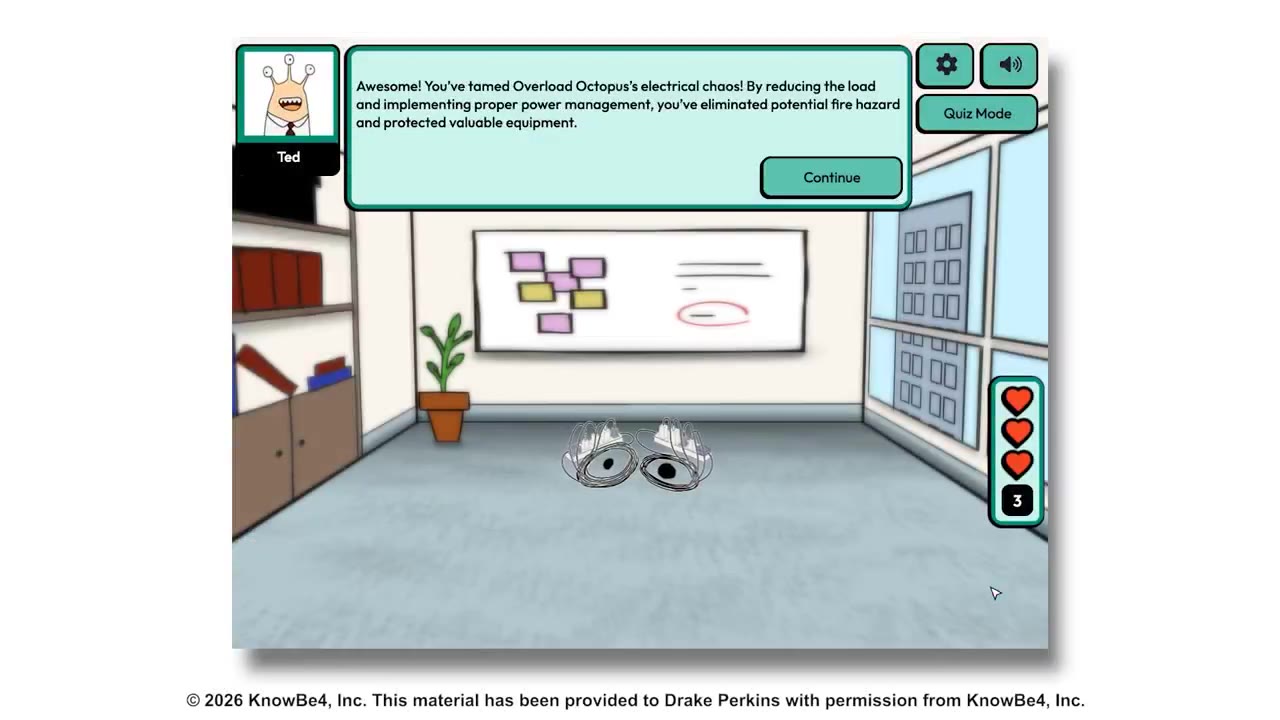 Awesome! You've tamed Overload Octopus's electrical chaos! By reducing the load
and implementing proper power management, you've eliminated potential fire hazard
and protected valuable equipment.
Continue
Ted
Quiz Mode
3
© 2026 KnowBe4, Inc. This material has been provided to Drake Perkins with permission from KnowBe4, Inc.